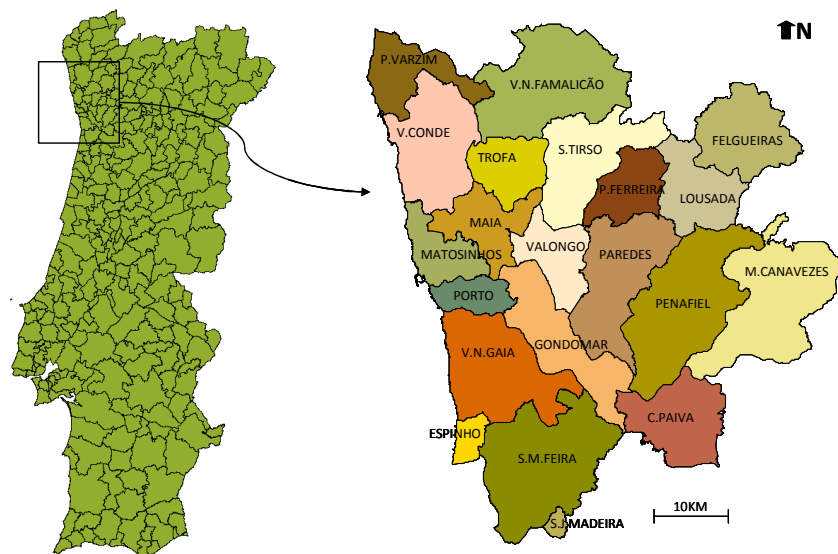 N
P.VARZIM
V.N.FAMALICÃO
V.CONDE
FELGUEIRAS
S.TIRSO
TROFA
P.FERREIRA
LOUSADA
MAIA
VALONGO
MATOSINHOS
PAREDES
M.CANAVEZES
PORTO
PENAFIEL
GONDOMAR
V.N.GAIA
C.PAIVA
ESPINHO
S.M.FEIRA
10KM
S.J.MADEIRA